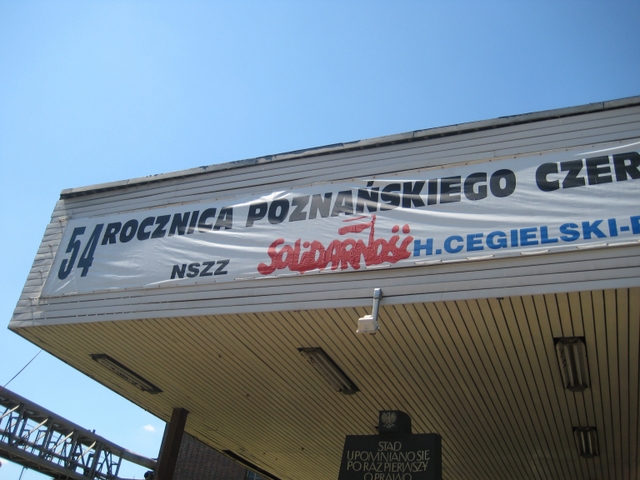 54 ROCZNICA POZNAŃSKIEGO CZER
NSZZ SOLIDARNOŚĆ H.CEGIELSKI-
STĄD
UPOMNIANO SIĘ
PO RAZ PIERWSZY
O PRAWO